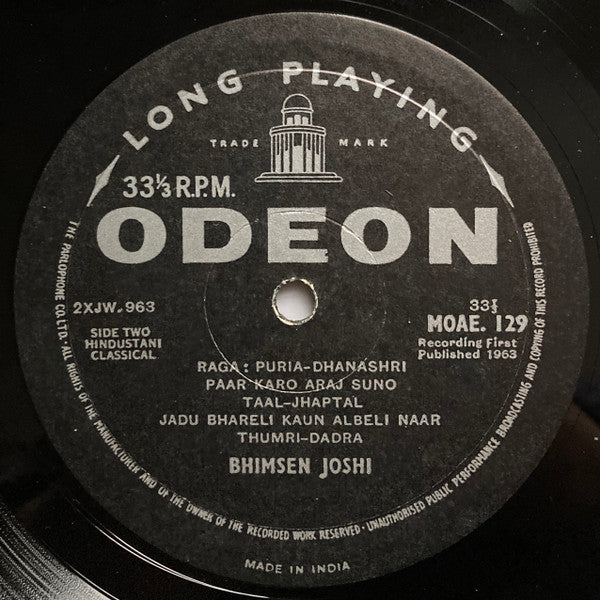 LONG PLAYING
TRADE MARK
33⅓ R.P.M.
ODEON
2XJW.963
SIDE TWO
HINDUSTANI
CLASSICAL
33⅓
MOAE. 129
Recording First
Published 1963
RAGA: PURIA-DHANASHRI
PAAR KARO ARAJ SUNO
TAAL-JHAPTAL
JADU BHARELI KAUN ALBELI NAAR
THUMRI-DADRA
BHIMSEN JOSHI
THE PARLOPHONE CO. LTD. ALL RIGHTS OF THE MANUFACTURER AND OF THE OWNER OF THE RECORDED WORK RESERVED · UNAUTHORISED PUBLIC PERFORMANCE BROADCASTING AND COPYING OF THIS RECORD PROHIBITED
MADE IN INDIA